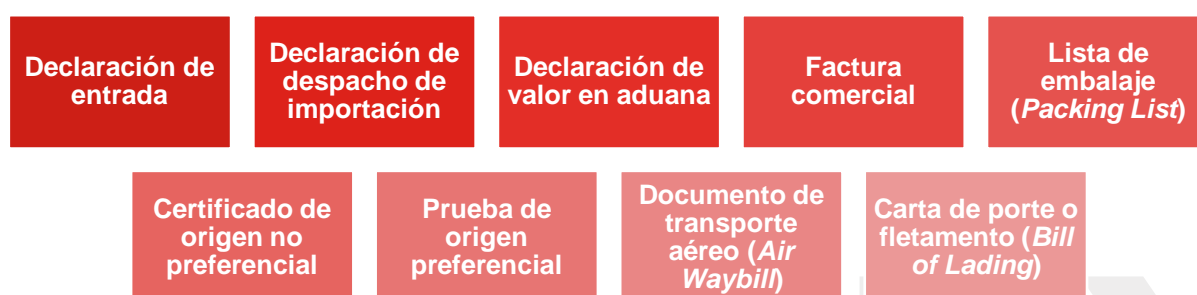 Declaración de
entrada
Declaración de
despacho de
importación
Declaración de
valor en aduana
Factura
comercial
Lista de
embalaje
(Packing List)
Certificado de
origen no
preferencial
Prueba de
origen
preferencial
Documento de
transporte
aéreo (Air
Waybill)
Carta de porte o
fletamento (Bill
of Lading)